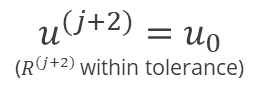 u^(j+2) = u_0
(R^(j+2) within tolerance)